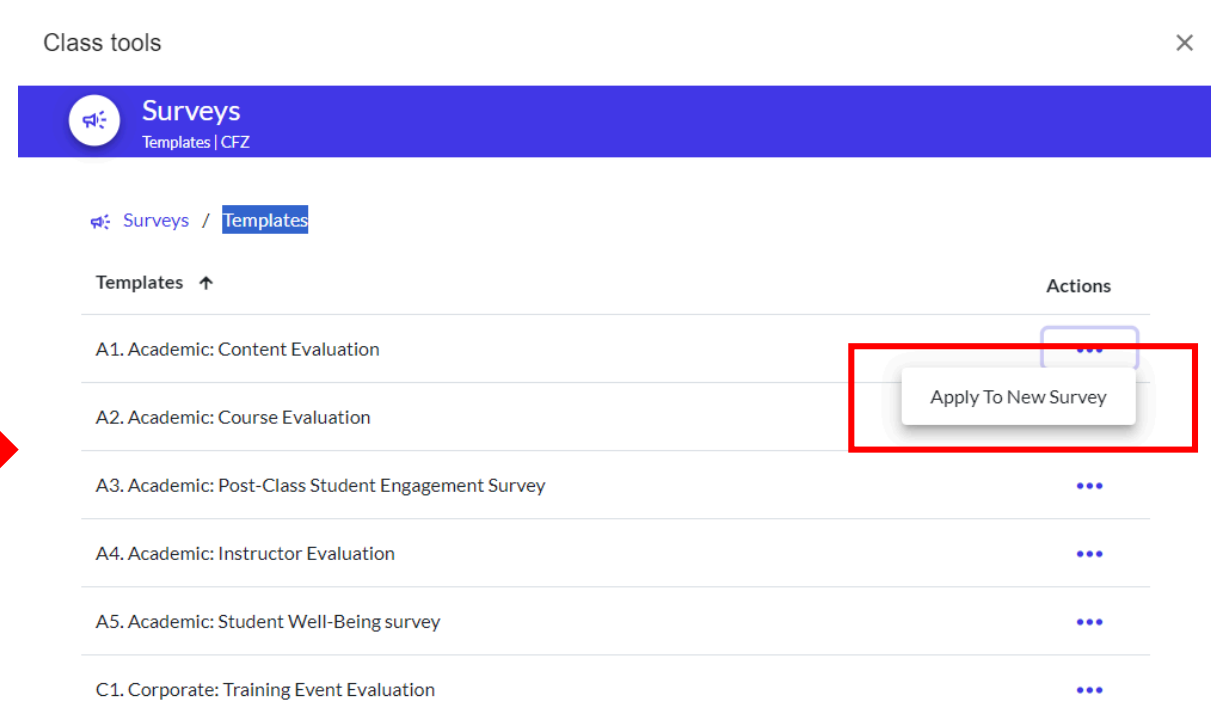 Class tools
Surveys
Templates | CFZ
Surveys / Templates
Templates
Actions
A1. Academic: Content Evaluation
Apply To New Survey
A2. Academic: Course Evaluation
A3. Academic: Post-Class Student Engagement Survey
A4. Academic: Instructor Evaluation
A5. Academic: Student Well-Being survey
C1. Corporate: Training Event Evaluation